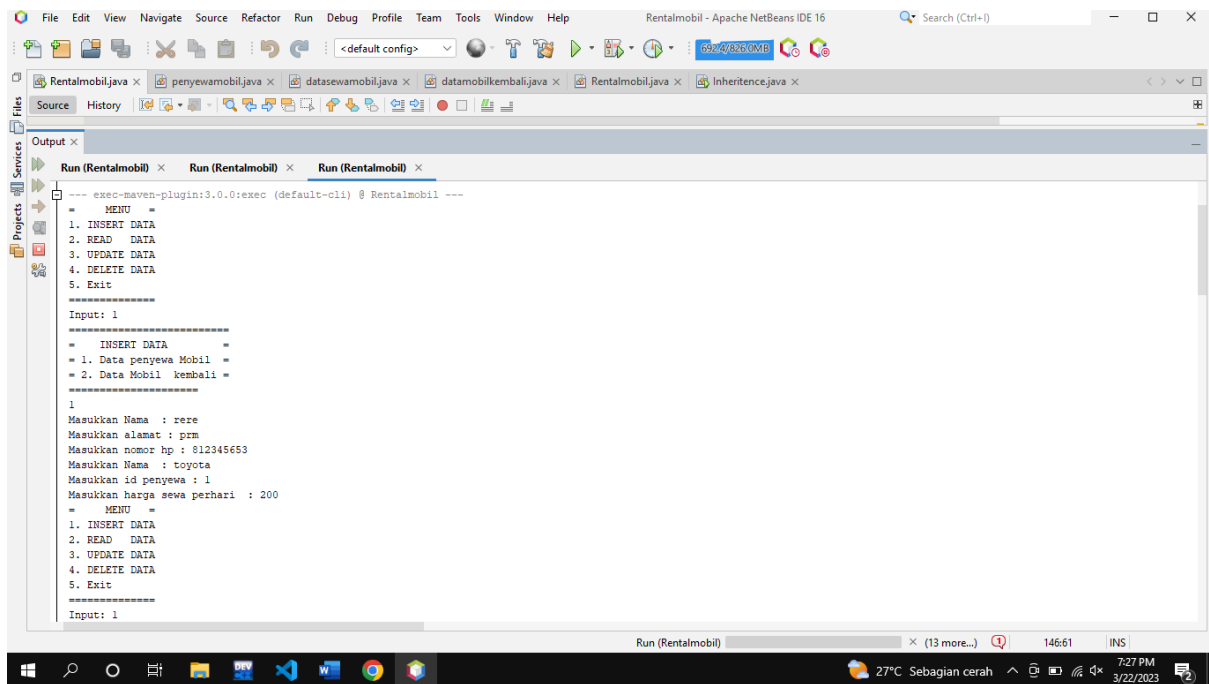 File Edit View Navigate Source Refactor Run Debug Profile Team Tools Window Help Rentalmobil - Apache NetBeans IDE 16 Search (Ctrl+I)
<default config> 692.4/826.0MB
Rentalmobil.java × penyewamobil.java × datasewamobil.java × datamobilkembali.java × Rentalmobil.java × Inheritence.java ×
Source History
Files
Services
Projects
Output ×
Run (Rentalmobil) × Run (Rentalmobil) × Run (Rentalmobil) ×
--- exec-maven-plugin:3.0.0:exec (default-cli) @ Rentalmobil ---
= MENU =
1. INSERT DATA
2. READ DATA
3. UPDATE DATA
4. DELETE DATA
5. Exit
==============
Input: 1
==========================
= INSERT DATA =
= 1. Data penyewa Mobil =
= 2. Data Mobil kembali =
=====================
1
Masukkan Nama : rere
Masukkan alamat : prm
Masukkan nomor hp : 812345653
Masukkan Nama : toyota
Masukkan id penyewa : 1
Masukkan harga sewa perhari : 200
= MENU =
1. INSERT DATA
2. READ DATA
3. UPDATE DATA
4. DELETE DATA
5. Exit
==============
Input: 1
Run (Rentalmobil) × (13 more...) 1 146:61 INS
DEV 27°C Sebagian cerah 7:27 PM
3/22/2023 2